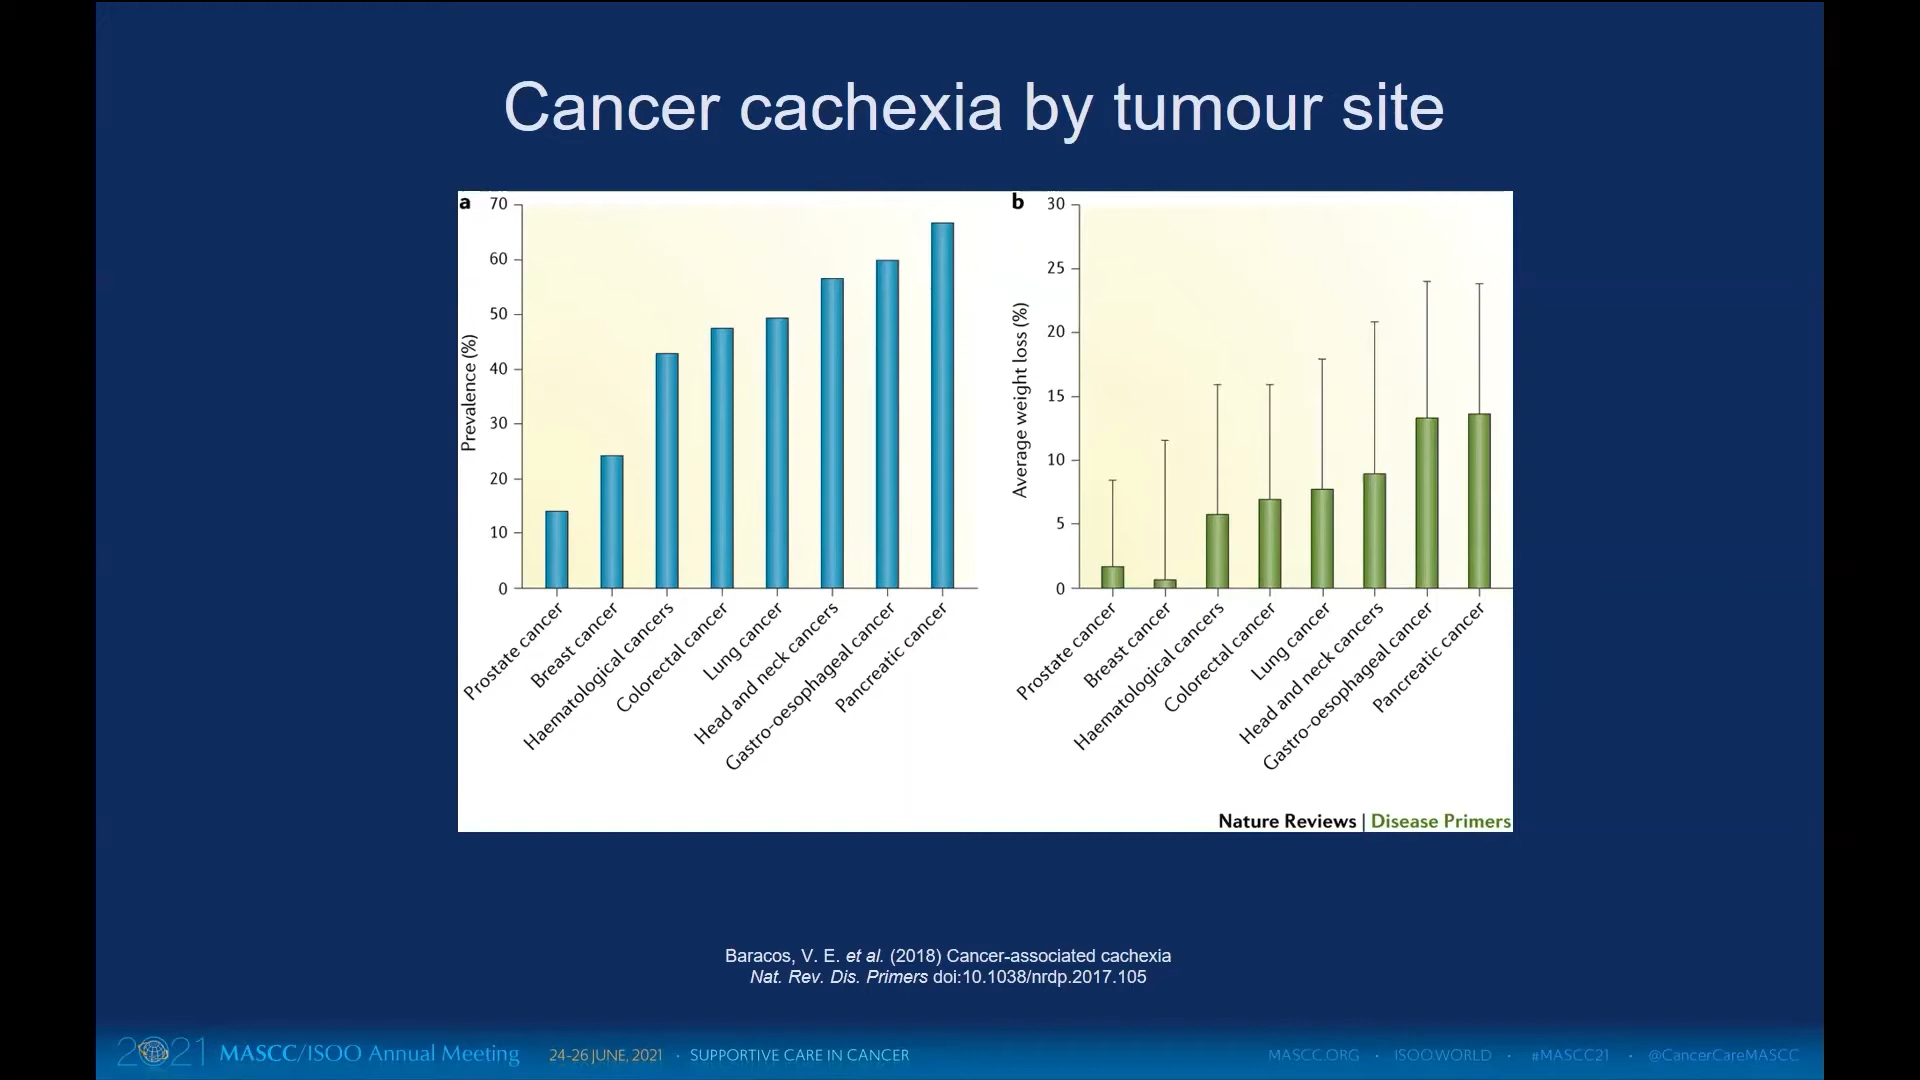 Cancer cachexia by tumour site
a
70
60
50
40
30
20
10
0
Prevalence (%)
Prostate cancer
Breast cancer
Haematological cancers
Colorectal cancer
Lung cancer
Head and neck cancers
Gastro-oesophageal cancer
Pancreatic cancer
b
30
25
20
15
10
5
0
Average weight loss (%)
Prostate cancer
Breast cancer
Haematological cancers
Colorectal cancer
Lung cancer
Head and neck cancers
Gastro-oesophageal cancer
Pancreatic cancer
Nature Reviews | Disease Primers
Baracos, V. E. et al. (2018) Cancer-associated cachexia
Nat. Rev. Dis. Primers doi:10.1038/nrdp.2017.105
2021 MASCC/ISOO Annual Meeting 24-26 JUNE, 2021 · SUPPORTIVE CARE IN CANCER MASCC.ORG · ISOO.WORLD · #MASCC21 · @CancerCareMASCC